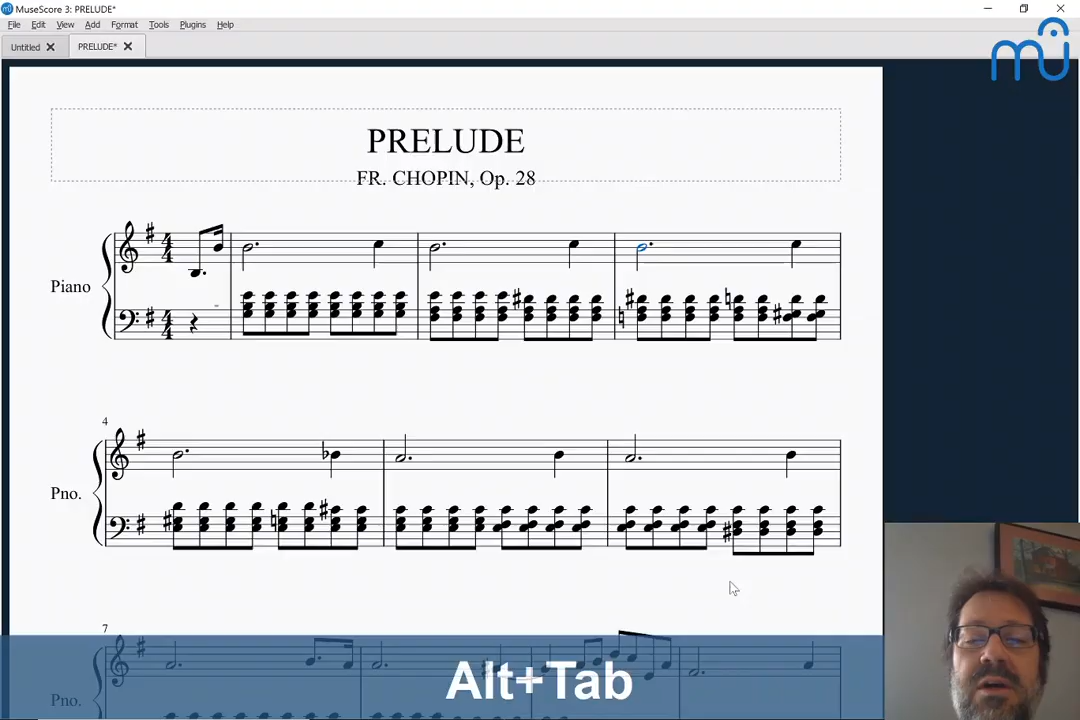 MuseScore 3: PRELUDE*
File Edit View Add Format Tools Plugins Help
Untitled PRELUDE*
mu
PRELUDE
FR. CHOPIN, Op. 28
Piano
4
Pno.
7
Pno.
Alt+Tab